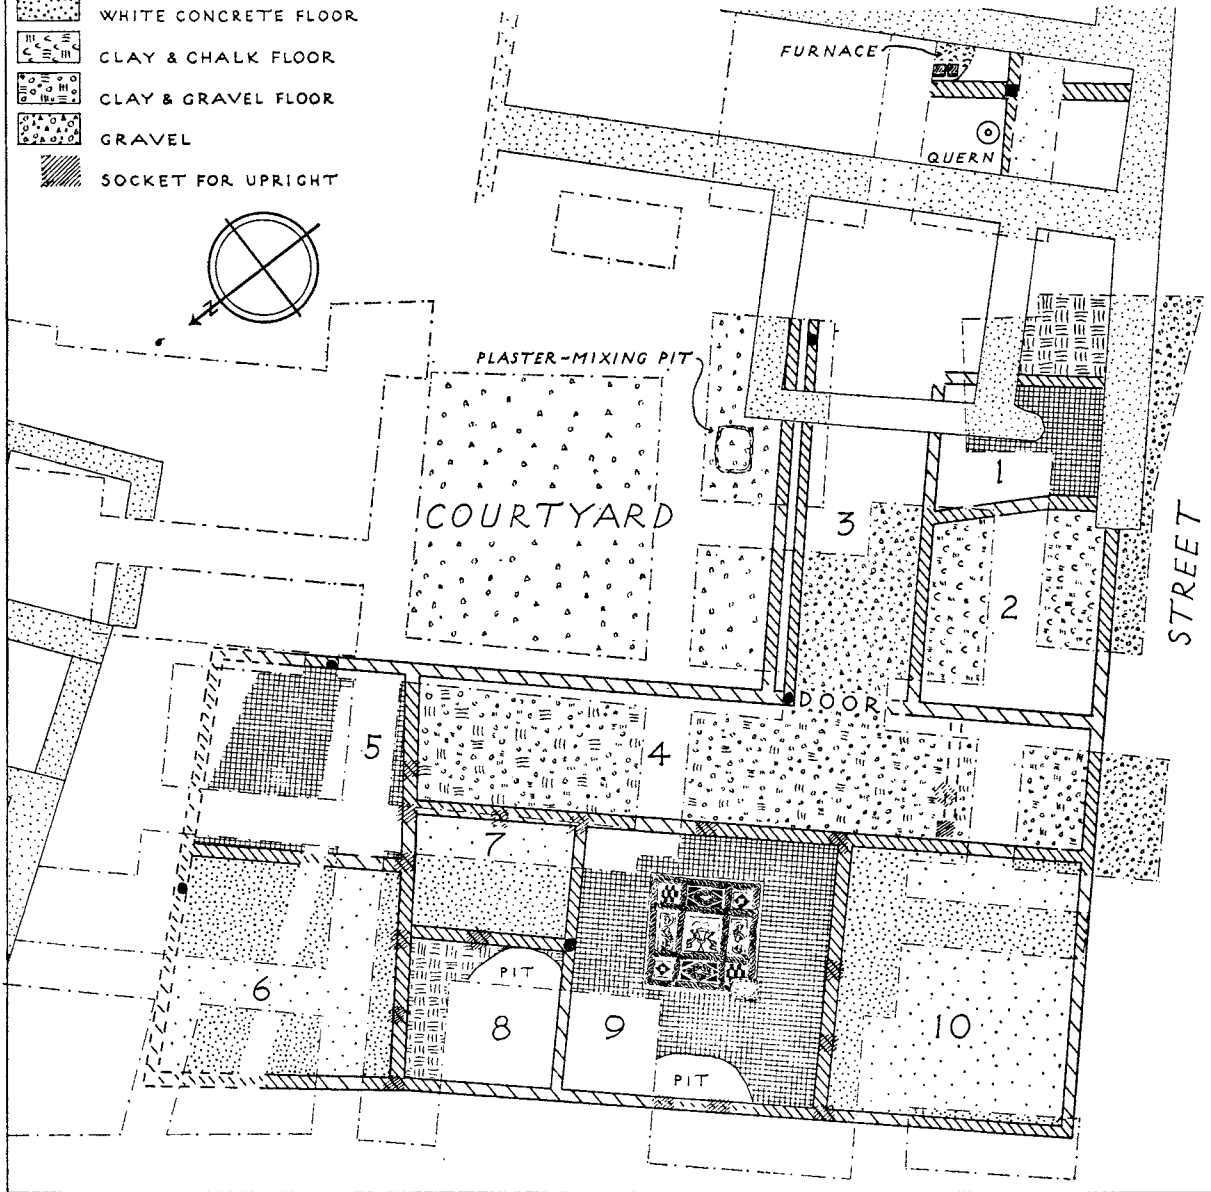 WHITE CONCRETE FLOOR
CLAY & CHALK FLOOR
CLAY & GRAVEL FLOOR
GRAVEL
SOCKET FOR UPRIGHT
N
FURNACE
QUERN
PLASTER-MIXING PIT
COURTYARD
STREET
1
2
3
DOOR
4
5
7
6
PIT
8
9
10
PIT